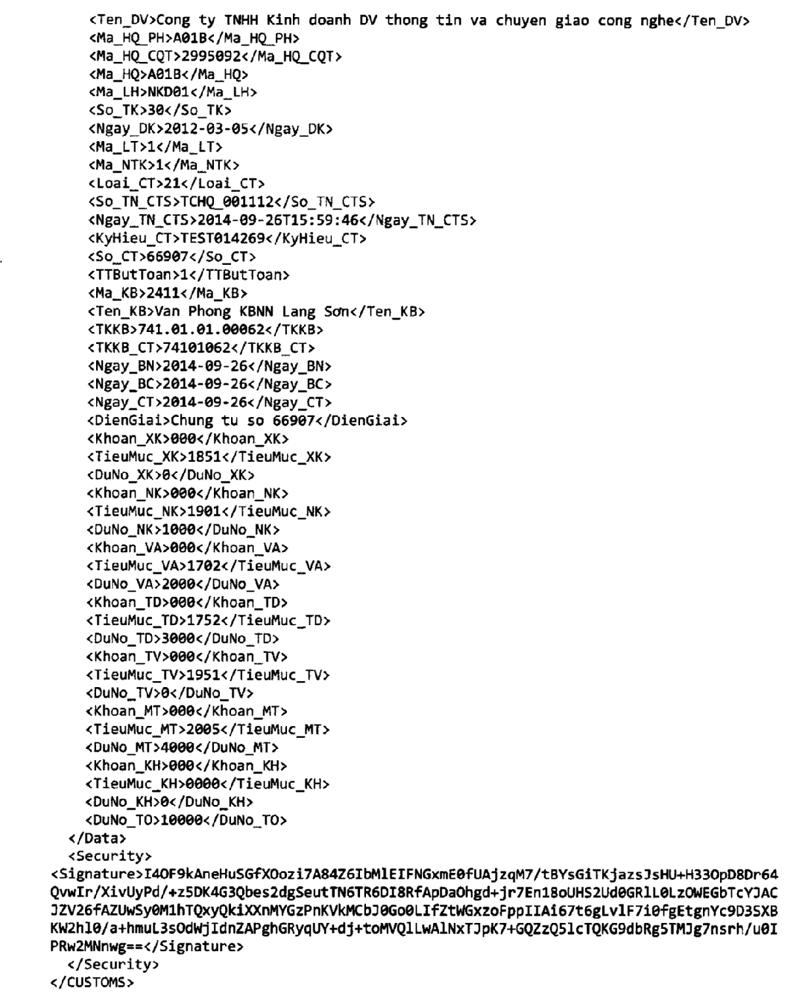 <Ten_DV>Cong ty TNHH Kinh doanh DV thong tin va chuyen giao cong nghe</Ten_DV>
<Ma_HQ_PH>A01B</Ma_HQ_PH>
<Ma_HQ_CQT>2995092</Ma_HQ_CQT>
<Ma_HQ>A01B</Ma_HQ>
<Ma_LH>NKD01</Ma_LH>
<So_TK>30</So_TK>
<Ngay_DK>2012-03-05</Ngay_DK>
<Ma_LT>1</Ma_LT>
<Ma_NTK>1</Ma_NTK>
<Loai_CT>21</Loai_CT>
<So_TN_CTS>TCHQ_001112</So_TN_CTS>
<Ngay_TN_CTS>2014-09-26T15:59:46</Ngay_TN_CTS>
<KyHieu_CT>TEST014269</KyHieu_CT>
<So_CT>66907</So_CT>
<TTButToan>1</TTButToan>
<Ma_KB>2411</Ma_KB>
<Ten_KB>Van Phong KBNN Lang Sơn</Ten_KB>
<TKKB>741.01.01.00062</TKKB>
<TKKB_CT>74101062</TKKB_CT>
<Ngay_BN>2014-09-26</Ngay_BN>
<Ngay_BC>2014-09-26</Ngay_BC>
<Ngay_CT>2014-09-26</Ngay_CT>
<DienGiai>Chung tu so 66907</DienGiai>
<Khoan_XK>000</Khoan_XK>
<TieuMuc_XK>1851</TieuMuc_XK>
<DuNo_XK>0</DuNo_XK>
<Khoan_NK>000</Khoan_NK>
<TieuMuc_NK>1901</TieuMuc_NK>
<DuNo_NK>1000</DuNo_NK>
<Khoan_VA>000</Khoan_VA>
<TieuMuc_VA>1702</TieuMuc_VA>
<DuNo_VA>2000</DuNo_VA>
<Khoan_TD>000</Khoan_TD>
<TieuMuc_TD>1752</TieuMuc_TD>
<DuNo_TD>3000</DuNo_TD>
<Khoan_TV>000</Khoan_TV>
<TieuMuc_TV>1951</TieuMuc_TV>
<DuNo_TV>0</DuNo_TV>
<Khoan_MT>000</Khoan_MT>
<TieuMuc_MT>2005</TieuMuc_MT>
<DuNo_MT>4000</DuNo_MT>
<Khoan_KH>000</Khoan_KH>
<TieuMuc_KH>0000</TieuMuc_KH>
<DuNo_KH>0</DuNo_KH>
<DuNo_TO>10000</DuNo_TO>
</Data>
<Security>
<Signature>I4OF9kAneHuSGfXOozi7A84Z6IbMlEIFNGxmE0fUAjzqM7/tBYsGiTKjazsJsHU+H33OpD8Dr64
QvwIr/XivUyPd/+z5DK4G3Qbes2dgSeutTN6TR6DI8RfApDaOhgd+jr7En18oUHS2Ud0GRlL0LzOWEGbTcYJAC
JZV26fAZUwSy0M1hTQxyQkiXXnMYGzPnKVkMCbJ0Go0LIfZtWGxzoFppIIAi67t6gLvlF7i0fgEtgnYc9D3SXB
KW2hl0/a+hmuL3sOdWjIdnZAPghGRyqUY+dj+toMVQlLwAlNxTJpK7+GQZzQ5lcTQKG9dbRg5TMJg7nsrh/u0I
PRw2MNnwg==</Signature>
</Security>
</CUSTOMS>